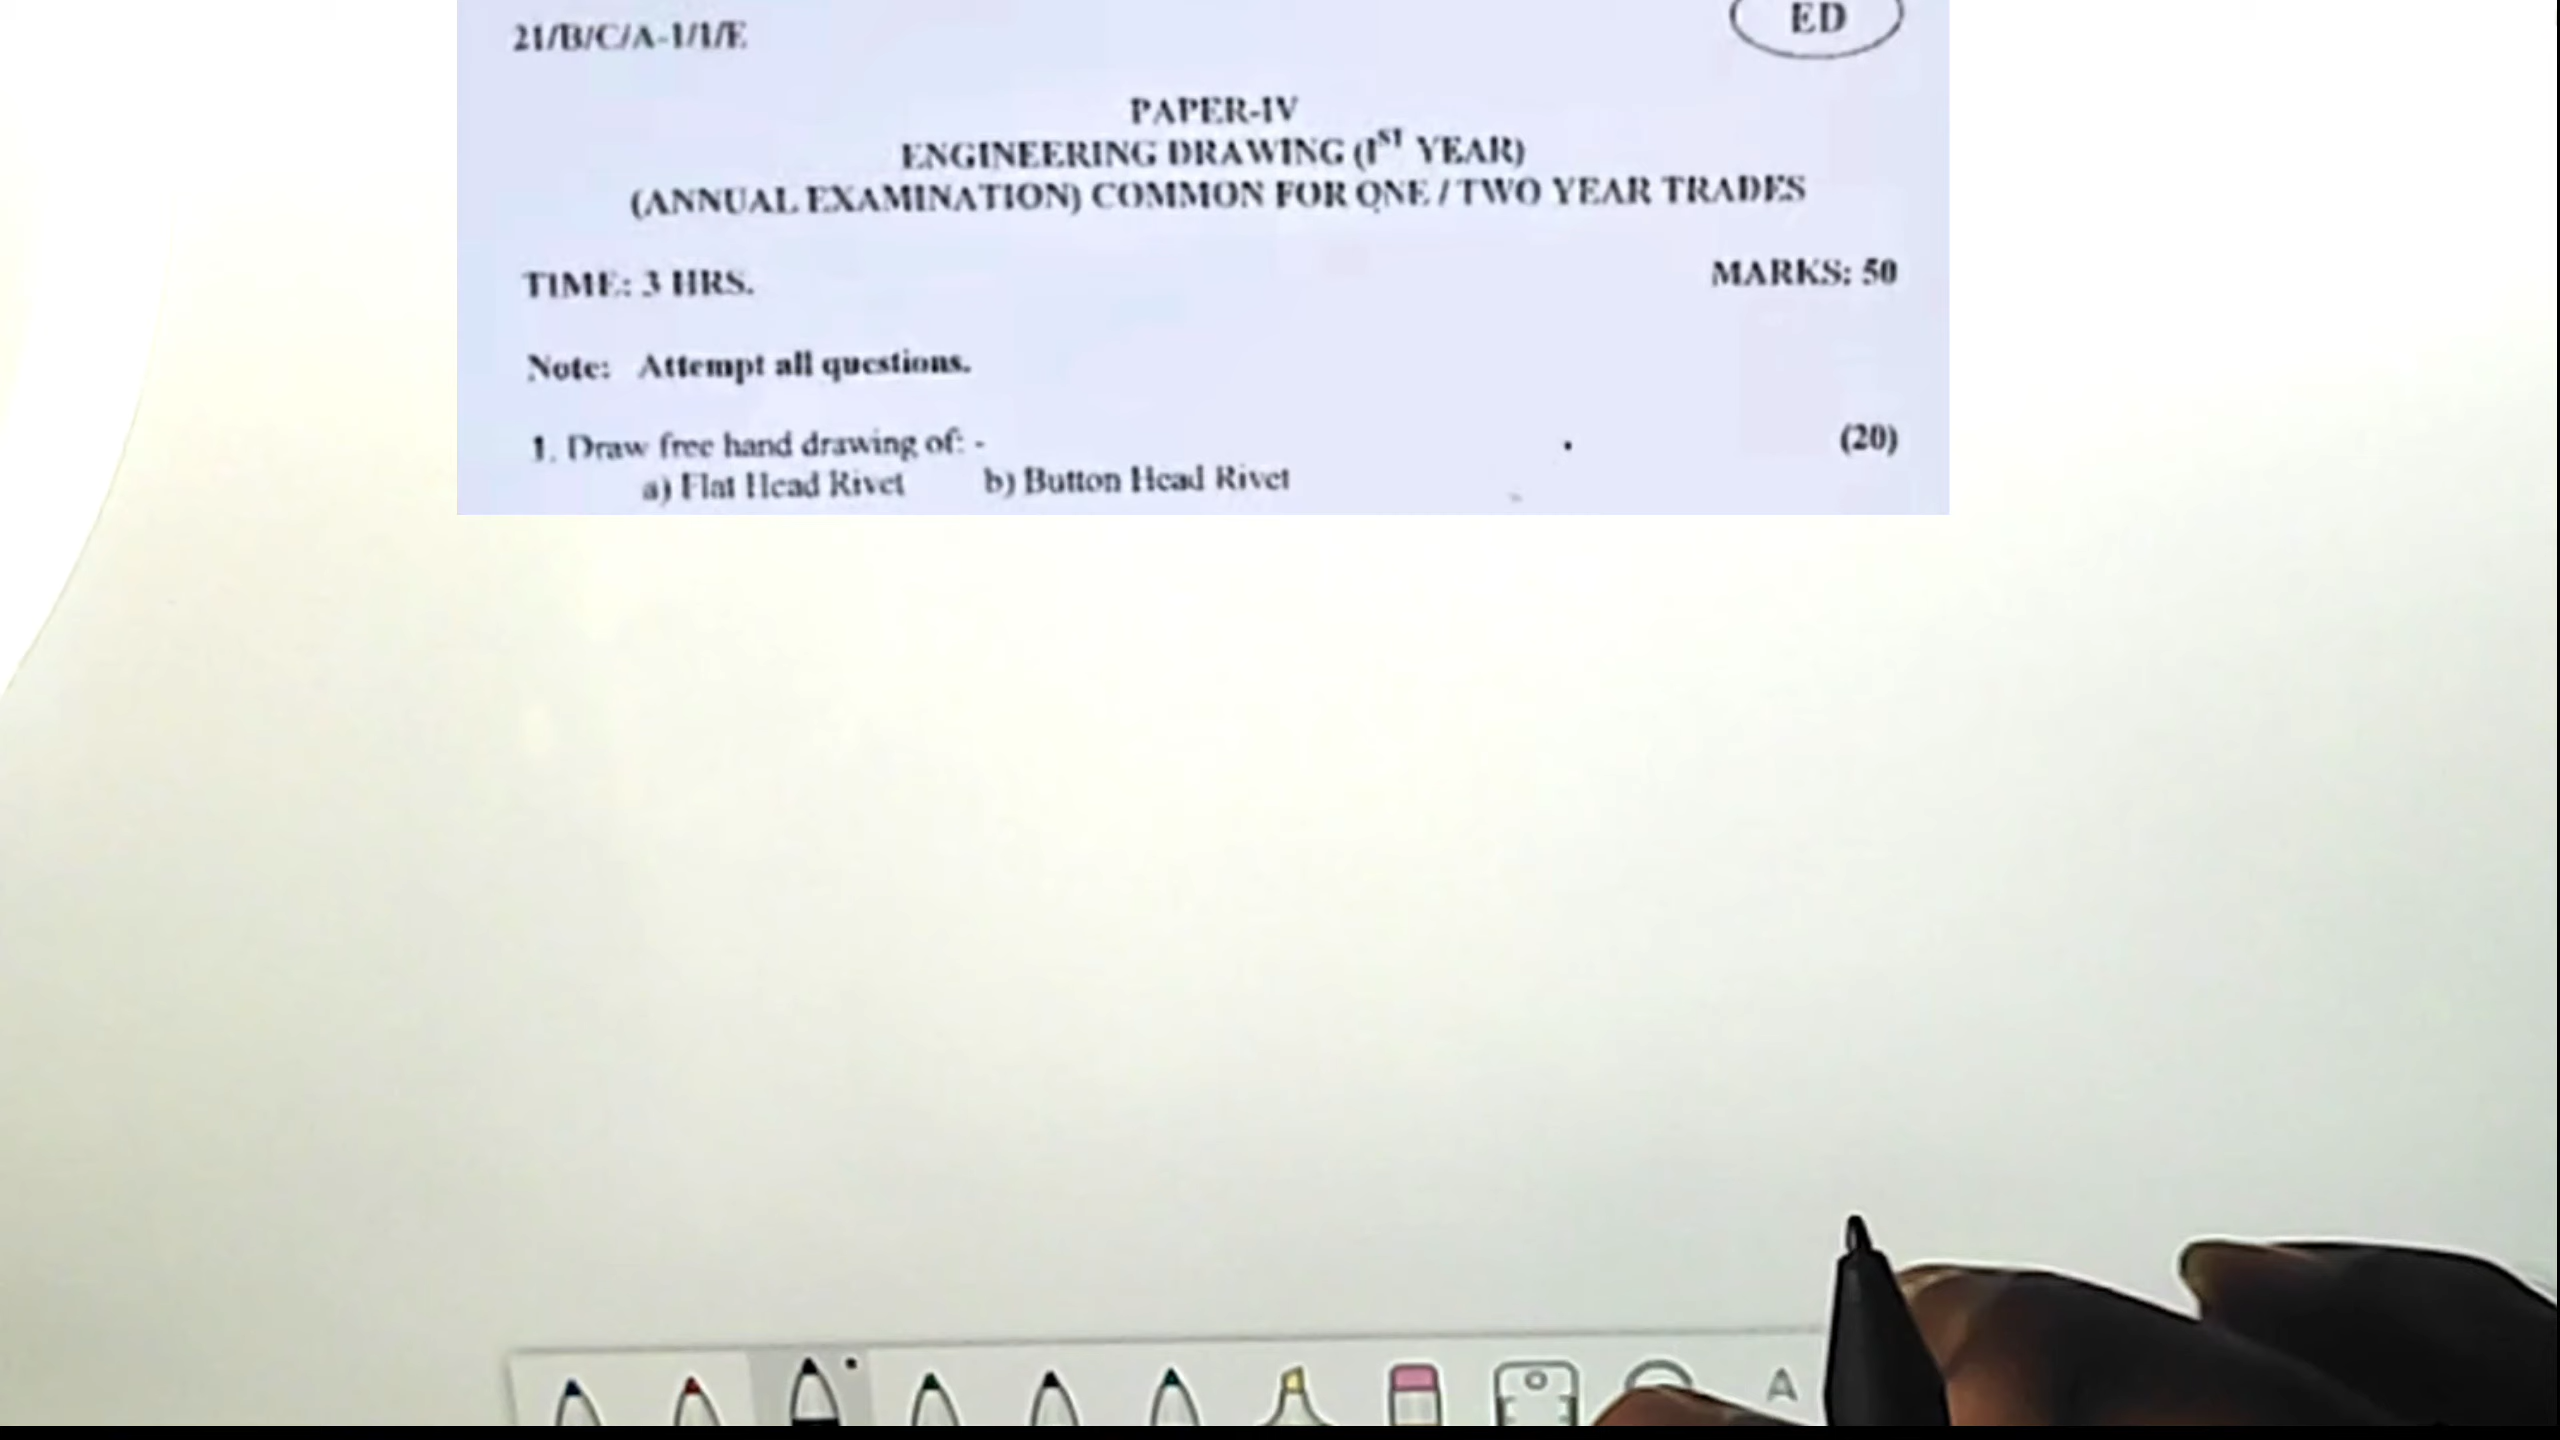 21/B/C/A-1/1/E
ED
PAPER-IV
ENGINEERING DRAWING (IST YEAR)
(ANNUAL EXAMINATION) COMMON FOR ONE / TWO YEAR TRADES
TIME: 3 HRS.
MARKS: 50
Note: Attempt all questions.
1. Draw free hand drawing of: -
(20)
a) Flat Head Rivet b) Button Head Rivet
A